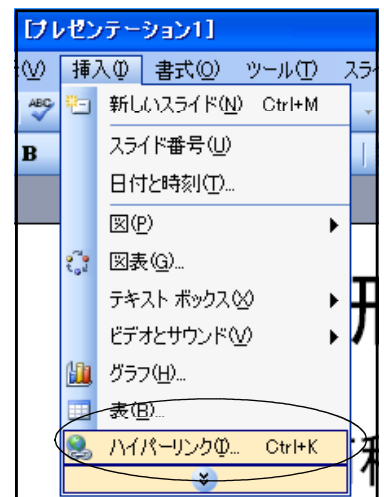 [プレゼンテーション1]
(V) 挿入(I) 書式(O) ツール(T) スラ
ABC 新しいスライド(N) Ctrl+M
B スライド番号(U)
日付と時刻(T)...
図(P)
図表(G)...
テキスト ボックス(X)
ビデオとサウンド(V)
グラフ(H)...
表(B)...
ハイパーリンク(I)... Ctrl+K